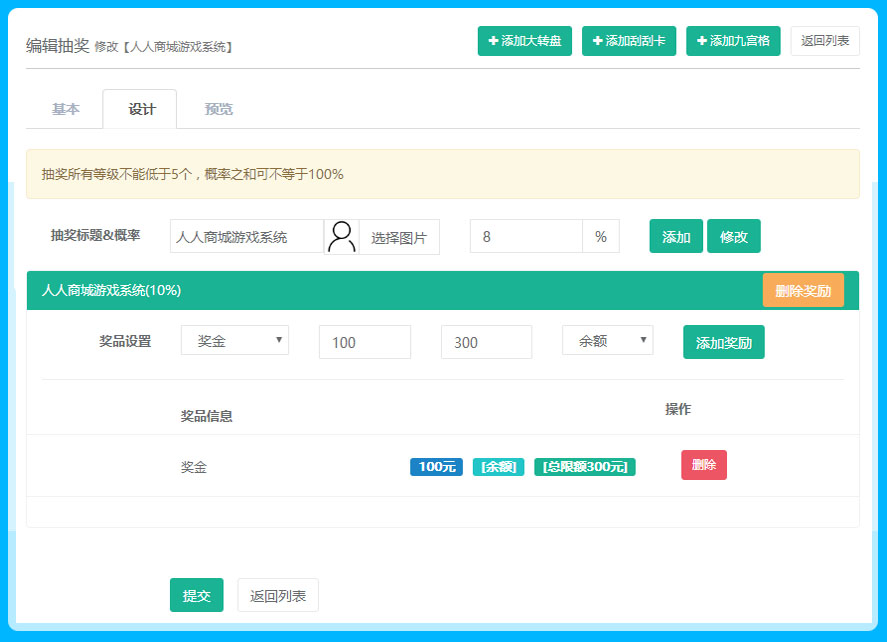 编辑抽奖 修改【人人商城游戏系统】 ✚添加大转盘 ✚添加刮刮卡 ✚添加九宫格 返回列表
基本 设计 预览
抽奖所有等级不能低于5个，概率之和可不等于100%
抽奖标题&概率 人人商城游戏系统 选择图片 8 % 添加 修改
人人商城游戏系统(10%) 删除奖励
奖品设置 奖金 100 300 余额 添加奖励
奖品信息 操作
奖金 100元 [余额] [总限额300元] 删除
提交 返回列表